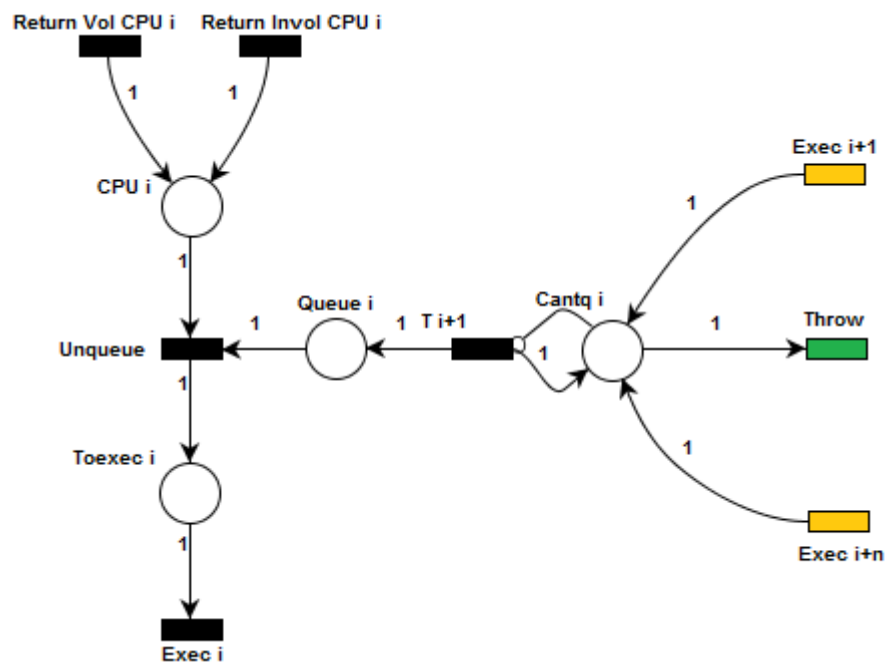 Return Vol CPU i
Return Invol CPU i
1
1
Exec i+1
CPU i
1
1
Queue i
Cantq i
1
1
T i+1
1
1
Throw
Unqueue
1
Toexec i
1
1
Exec i+n
Exec i